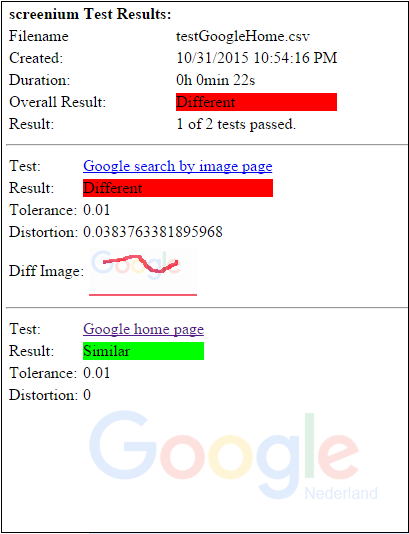 screenium Test Results:
Filename testGoogleHome.csv
Created: 10/31/2015 10:54:16 PM
Duration: 0h 0min 22s
Overall Result: Different
Result: 1 of 2 tests passed.
Test: Google search by image page
Result: Different
Tolerance: 0.01
Distortion: 0.0383763381895968
Diff Image: Google
Test: Google home page
Result: Similar
Tolerance: 0.01
Distortion: 0
Google
Nederland